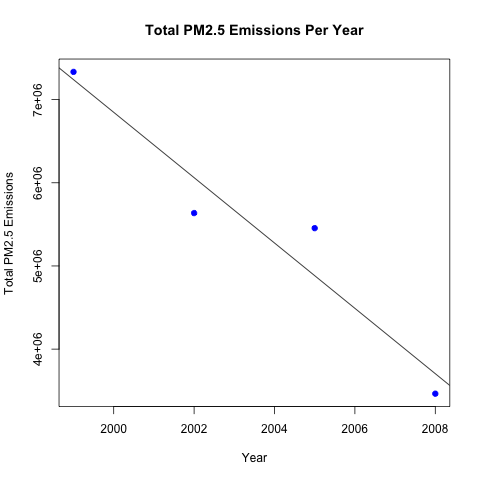 Total PM2.5 Emissions Per Year
Total PM2.5 Emissions
7e+06
6e+06
5e+06
4e+06
2000
2002
2004
2006
2008
Year